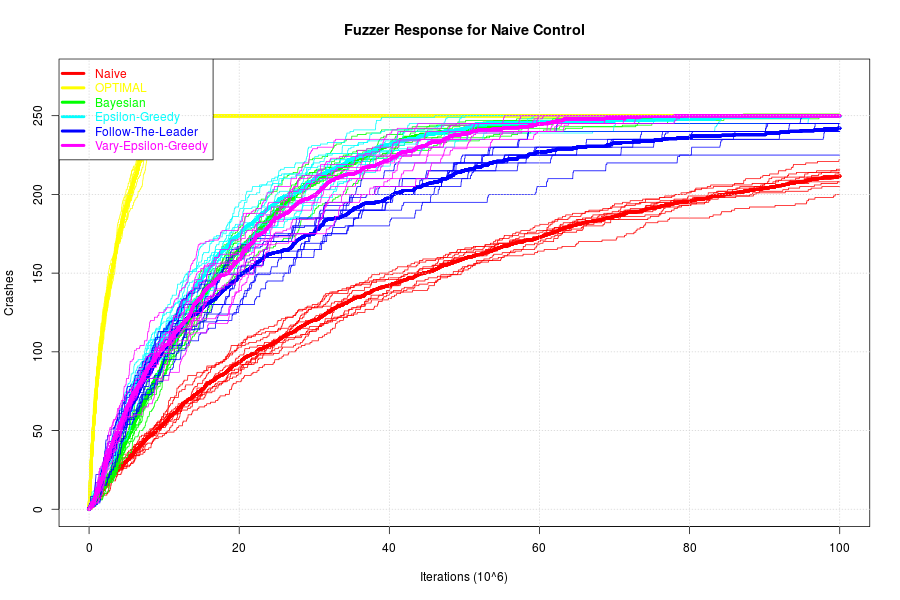 Fuzzer Response for Naive Control
Naive
OPTIMAL
Bayesian
Epsilon-Greedy
Follow-The-Leader
Vary-Epsilon-Greedy
250
200
150
100
50
0
Crashes
0 20 40 60 80 100
Iterations (10^6)